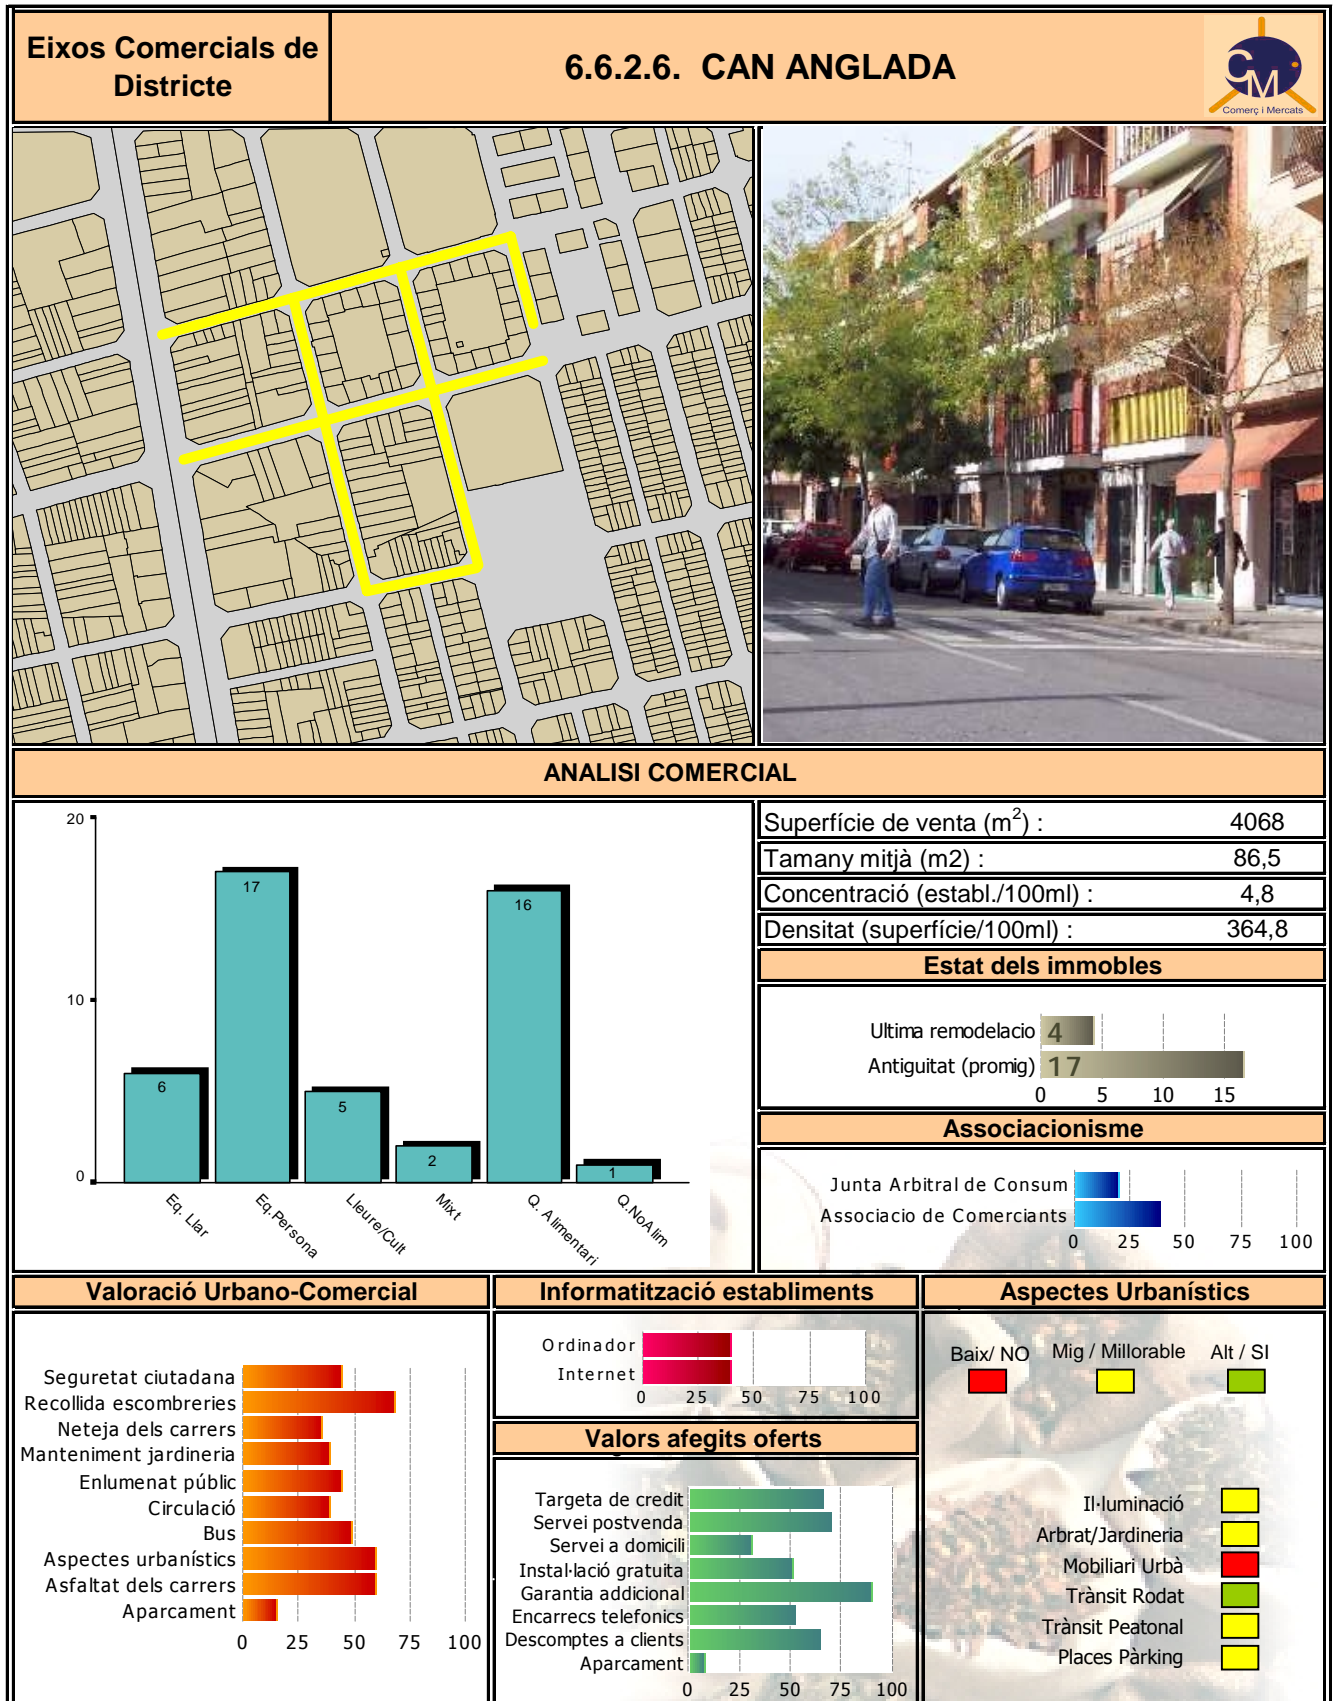 Eixos Comercials de
Districte
6.6.2.6. CAN ANGLADA
CM
Comerç i Mercats
ANALISI COMERCIAL
20
10
0
6
17
5
2
16
1
Eq. Llar
Eq.Persona
Lleure/Cult
Mixt
Q. Alimentari
Q.NoAlim
Superfície de venta (m2) : 4068
Tamany mitjà (m2) : 86,5
Concentració (establ./100ml) : 4,8
Densitat (superfície/100ml) : 364,8
Estat dels immobles
Ultima remodelacio 4
Antiguitat (promig) 17
0 5 10 15
Associacionisme
Junta Arbitral de Consum
Associacio de Comerciants
0 25 50 75 100
Valoració Urbano-Comercial
Seguretat ciutadana
Recollida escombreries
Neteja dels carrers
Manteniment jardineria
Enlumenat públic
Circulació
Bus
Aspectes urbanístics
Asfaltat dels carrers
Aparcament
0 25 50 75 100
Informatització establiments
Ordinador
Internet
0 25 50 75 100
Valors afegits oferts
Targeta de credit
Servei postvenda
Servei a domicili
Instal·lació gratuita
Garantia addicional
Encarrecs telefonics
Descomptes a clients
Aparcament
0 25 50 75 100
Aspectes Urbanístics
Baix/ NO Mig / Millorable Alt / SI
Il·luminació
Arbrat/Jardineria
Mobiliari Urbà
Trànsit Rodat
Trànsit Peatonal
Places Pàrking